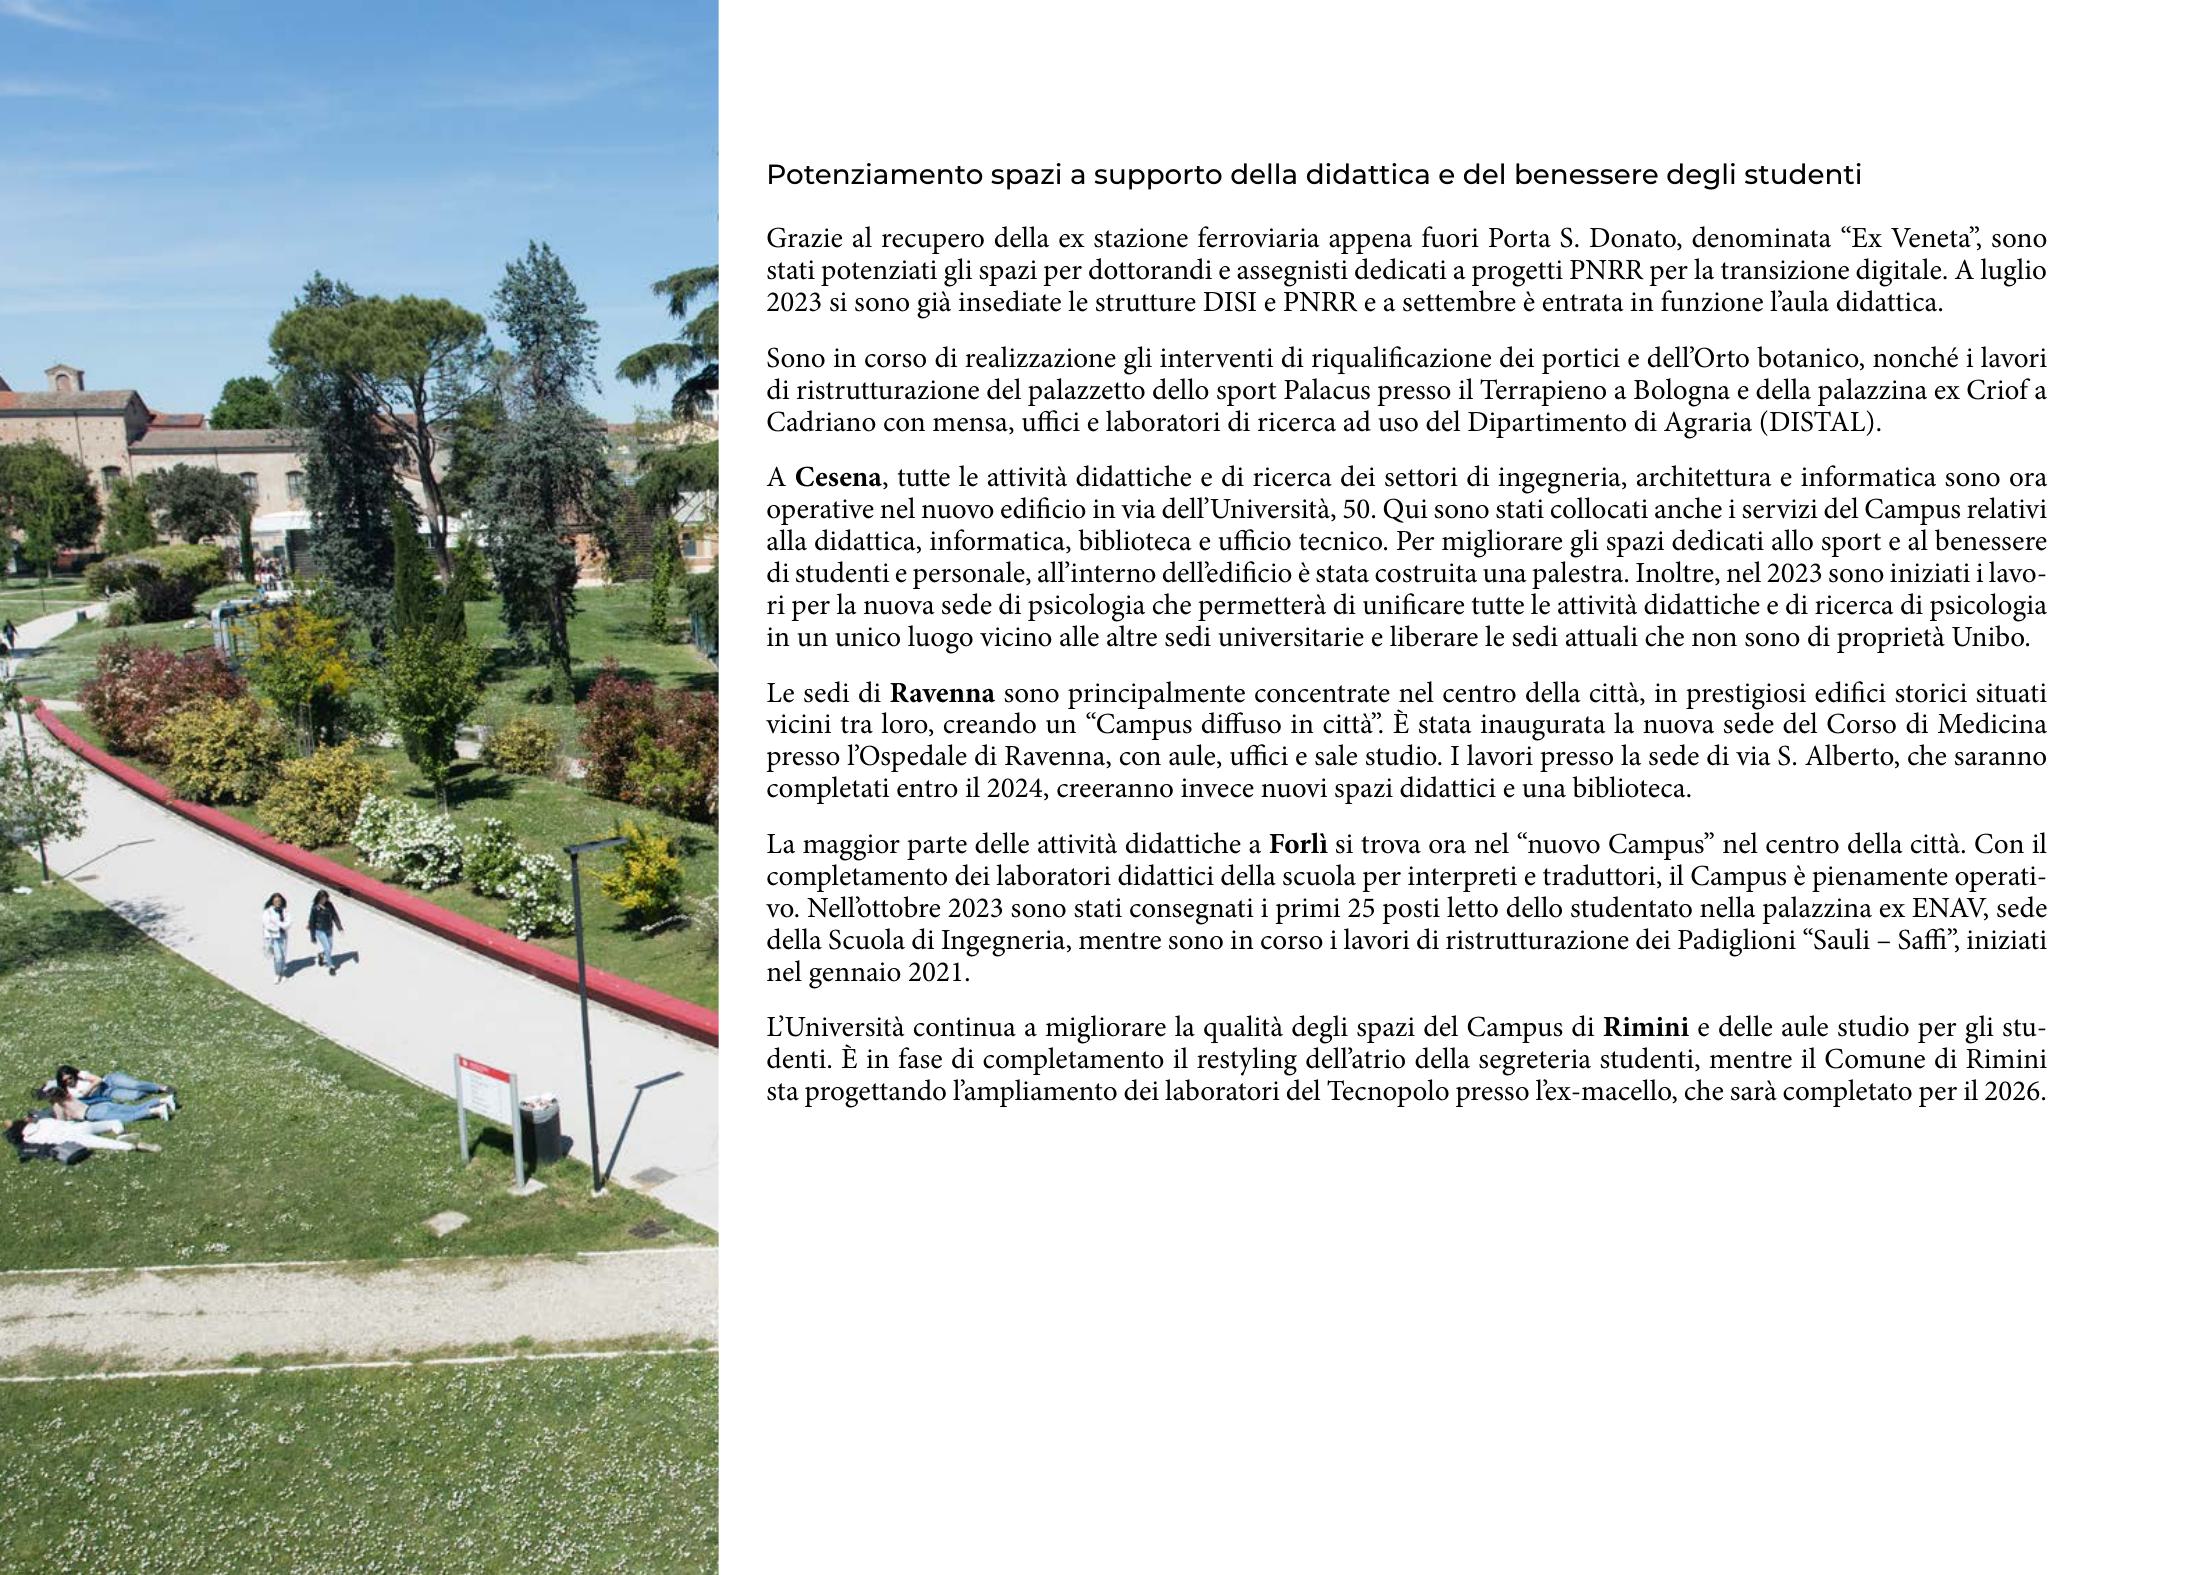 Potenziamento spazi a supporto della didattica e del benessere degli studenti
Grazie al recupero della ex stazione ferroviaria appena fuori Porta S. Donato, denominata “Ex Veneta”, sono
stati potenziati gli spazi per dottorandi e assegnisti dedicati a progetti PNRR per la transizione digitale. A luglio
2023 si sono già insediate le strutture DISI e PNRR e a settembre è entrata in funzione l’aula didattica.
Sono in corso di realizzazione gli interventi di riqualificazione dei portici e dell’Orto botanico, nonché i lavori
di ristrutturazione del palazzetto dello sport Palacus presso il Terrapieno a Bologna e della palazzina ex Criof a
Cadriano con mensa, uffici e laboratori di ricerca ad uso del Dipartimento di Agraria (DISTAL).
A Cesena, tutte le attività didattiche e di ricerca dei settori di ingegneria, architettura e informatica sono ora
operative nel nuovo edificio in via dell’Università, 50. Qui sono stati collocati anche i servizi del Campus relativi
alla didattica, informatica, biblioteca e ufficio tecnico. Per migliorare gli spazi dedicati allo sport e al benessere
di studenti e personale, all’interno dell’edificio è stata costruita una palestra. Inoltre, nel 2023 sono iniziati i lavo-
ri per la nuova sede di psicologia che permetterà di unificare tutte le attività didattiche e di ricerca di psicologia
in un unico luogo vicino alle altre sedi universitarie e liberare le sedi attuali che non sono di proprietà Unibo.
Le sedi di Ravenna sono principalmente concentrate nel centro della città, in prestigiosi edifici storici situati
vicini tra loro, creando un “Campus diffuso in città”. È stata inaugurata la nuova sede del Corso di Medicina
presso l’Ospedale di Ravenna, con aule, uffici e sale studio. I lavori presso la sede di via S. Alberto, che saranno
completati entro il 2024, creeranno invece nuovi spazi didattici e una biblioteca.
La maggior parte delle attività didattiche a Forlì si trova ora nel “nuovo Campus” nel centro della città. Con il
completamento dei laboratori didattici della scuola per interpreti e traduttori, il Campus è pienamente operati-
vo. Nell’ottobre 2023 sono stati consegnati i primi 25 posti letto dello studentato nella palazzina ex ENAV, sede
della Scuola di Ingegneria, mentre sono in corso i lavori di ristrutturazione dei Padiglioni “Sauli – Saffi”, iniziati
nel gennaio 2021.
L’Università continua a migliorare la qualità degli spazi del Campus di Rimini e delle aule studio per gli stu-
denti. È in fase di completamento il restyling dell’atrio della segreteria studenti, mentre il Comune di Rimini
sta progettando l’ampliamento dei laboratori del Tecnopolo presso l’ex-macello, che sarà completato per il 2026.